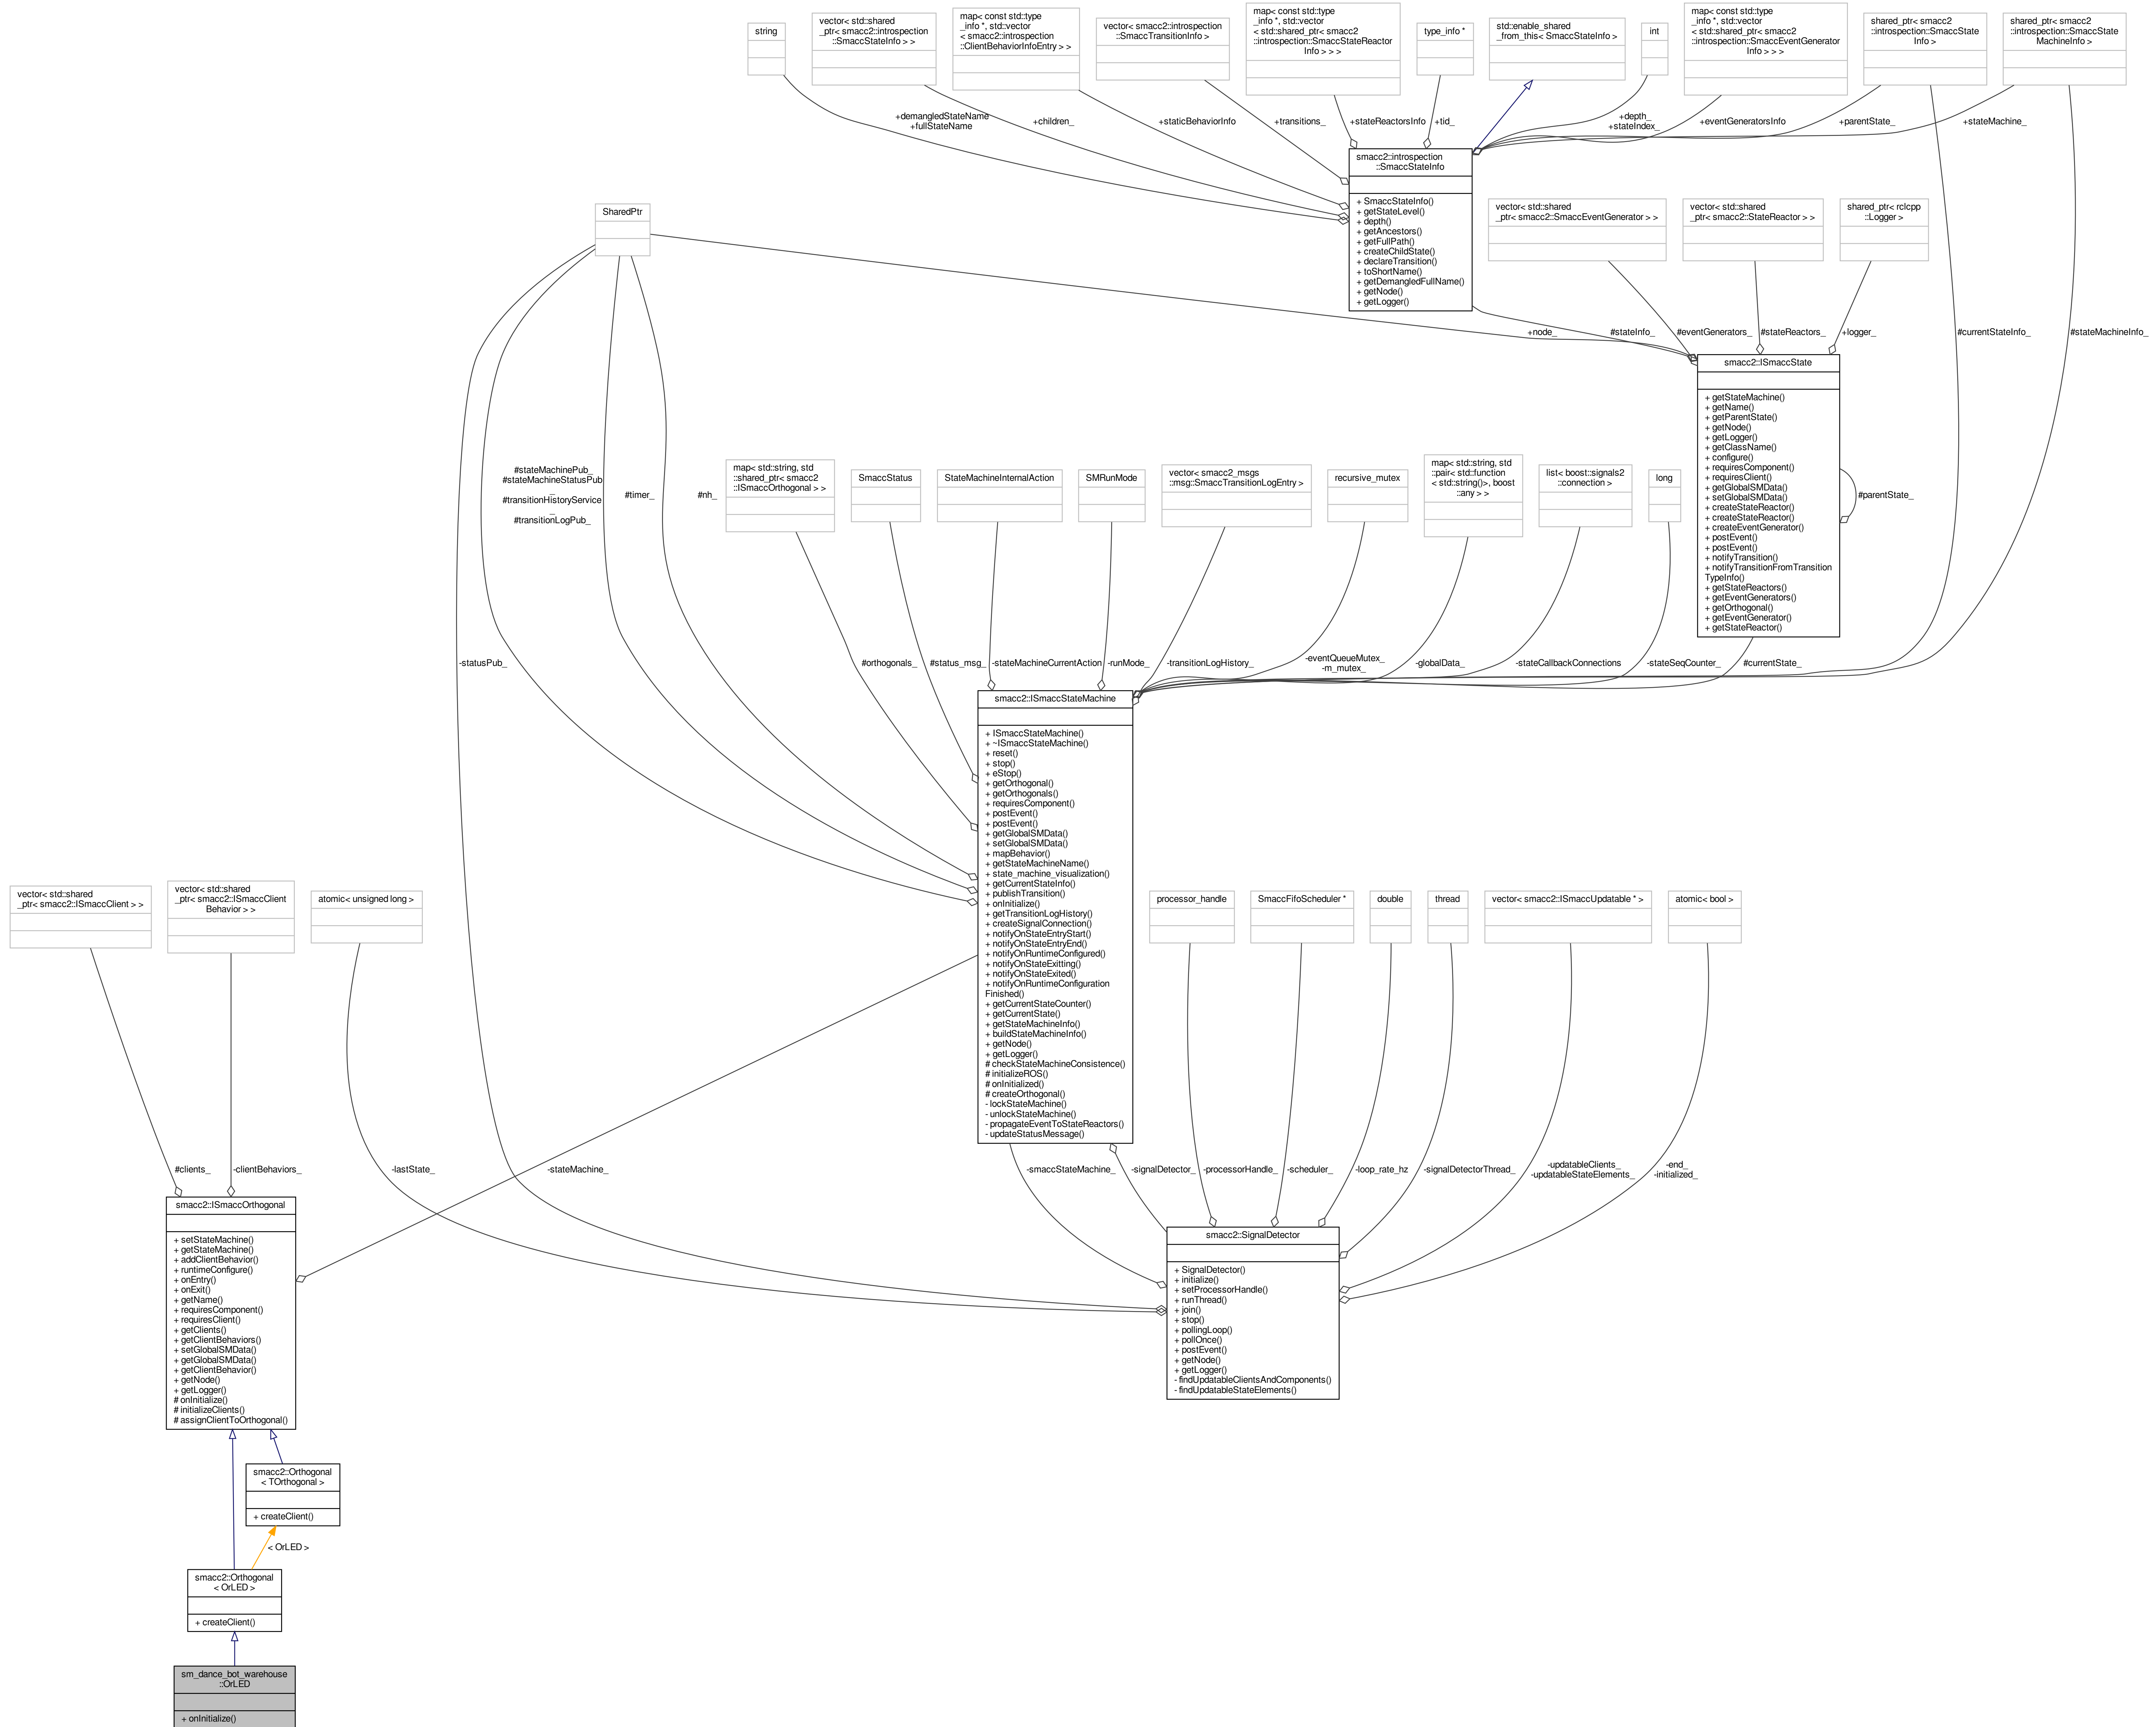 string
vector< std::shared
_ptr< smacc2::introspection
::SmaccStateInfo > >
map< const std::type
_info *, std::vector
< smacc2::introspection
::ClientBehaviorInfoEntry > >
vector< smacc2::introspection
::SmaccTransitionInfo >
map< const std::type
_info *, std::vector
< std::shared_ptr< smacc2
::introspection::SmaccStateReactor
Info > > >
type_info *
std::enable_shared
_from_this< SmaccStateInfo >
int
map< const std::type
_info *, std::vector
< std::shared_ptr< smacc2
::introspection::SmaccEventGenerator
Info > > >
shared_ptr< smacc2
::introspection::SmaccState
Info >
shared_ptr< smacc2
::introspection::SmaccState
MachineInfo >
+demangledStateName
+fullStateName
+children_
+staticBehaviorInfo
+transitions_
+stateReactorsInfo
+tid_
+depth_
+stateIndex_
+eventGeneratorsInfo
+parentState_
+stateMachine_
smacc2::introspection
::SmaccStateInfo
+ SmaccStateInfo()
+ getStateLevel()
+ depth()
+ getAncestors()
+ getFullPath()
+ createChildState()
+ declareTransition()
+ toShortName()
+ getDemangledFullName()
+ getNode()
+ getLogger()
SharedPtr
vector< std::shared
_ptr< smacc2::SmaccEventGenerator > >
vector< std::shared
_ptr< smacc2::StateReactor > >
shared_ptr< rclcpp
::Logger >
+node_
#stateInfo_
#eventGenerators_
#stateReactors_
+logger_
#currentStateInfo_
#stateMachineInfo_
smacc2::ISmaccState
+ getStateMachine()
+ getName()
+ getParentState()
+ getNode()
+ getLogger()
+ getClassName()
+ configure()
+ requiresComponent()
+ requiresClient()
+ getGlobalSMData()
+ setGlobalSMData()
+ createStateReactor()
+ createStateReactor()
+ createEventGenerator()
+ postEvent()
+ postEvent()
+ notifyTransition()
+ notifyTransitionFromTransition
TypeInfo()
+ getStateReactors()
+ getEventGenerators()
+ getOrthogonal()
+ getEventGenerator()
+ getStateReactor()
#parentState_
#stateMachinePub_
#stateMachineStatusPub
_
#transitionHistoryService
_
#transitionLogPub_
#timer_
#nh_
map< std::string, std
::shared_ptr< smacc2
::ISmaccOrthogonal > >
SmaccStatus
StateMachineInternalAction
SMRunMode
vector< smacc2_msgs
::msg::SmaccTransitionLogEntry >
recursive_mutex
map< std::string, std
::pair< std::function
< std::string()>, boost
::any > >
list< boost::signals2
::connection >
long
-statusPub_
#orthogonals_
#status_msg_
-stateMachineCurrentAction
-runMode_
-transitionLogHistory_
-eventQueueMutex_
-m_mutex_
-globalData_
-stateCallbackConnections
-stateSeqCounter_
#currentState_
smacc2::ISmaccStateMachine
+ ISmaccStateMachine()
+ ~ISmaccStateMachine()
+ reset()
+ stop()
+ eStop()
+ getOrthogonal()
+ getOrthogonals()
+ requiresComponent()
+ postEvent()
+ postEvent()
+ getGlobalSMData()
+ setGlobalSMData()
+ mapBehavior()
+ getStateMachineName()
+ state_machine_visualization()
+ getCurrentStateInfo()
+ publishTransition()
+ onInitialize()
+ getTransitionLogHistory()
+ createSignalConnection()
+ notifyOnStateEntryStart()
+ notifyOnStateEntryEnd()
+ notifyOnRuntimeConfigured()
+ notifyOnStateExitting()
+ notifyOnStateExited()
+ notifyOnRuntimeConfiguration
Finished()
+ getCurrentStateCounter()
+ getCurrentState()
+ getStateMachineInfo()
+ buildStateMachineInfo()
+ getNode()
+ getLogger()
# checkStateMachineConsistence()
# initializeROS()
# onInitialized()
# createOrthogonal()
- lockStateMachine()
- unlockStateMachine()
- propagateEventToStateReactors()
- updateStatusMessage()
vector< std::shared
_ptr< smacc2::ISmaccClient > >
vector< std::shared
_ptr< smacc2::ISmaccClient
Behavior > >
atomic< unsigned long >
processor_handle
SmaccFifoScheduler *
double
thread
vector< smacc2::ISmaccUpdatable * >
atomic< bool >
#clients_
-clientBehaviors_
-lastState_
-stateMachine_
-smaccStateMachine_
-signalDetector_
-processorHandle_
-scheduler_
-loop_rate_hz
-signalDetectorThread_
-updatableClients_
-updatableStateElements_
-end_
-initialized_
smacc2::ISmaccOrthogonal
+ setStateMachine()
+ getStateMachine()
+ addClientBehavior()
+ runtimeConfigure()
+ onEntry()
+ onExit()
+ getName()
+ requiresComponent()
+ requiresClient()
+ getClients()
+ getClientBehaviors()
+ setGlobalSMData()
+ getGlobalSMData()
+ getClientBehavior()
+ getNode()
+ getLogger()
# onInitialize()
# initializeClients()
# assignClientToOrthogonal()
smacc2::SignalDetector
+ SignalDetector()
+ initialize()
+ setProcessorHandle()
+ runThread()
+ join()
+ stop()
+ pollingLoop()
+ pollOnce()
+ postEvent()
+ getNode()
+ getLogger()
- findUpdatableClientsAndComponents()
- findUpdatableStateElements()
smacc2::Orthogonal
< TOrthogonal >
+ createClient()
< OrLED >
smacc2::Orthogonal
< OrLED >
+ createClient()
sm_dance_bot_warehouse
::OrLED
+ onInitialize()